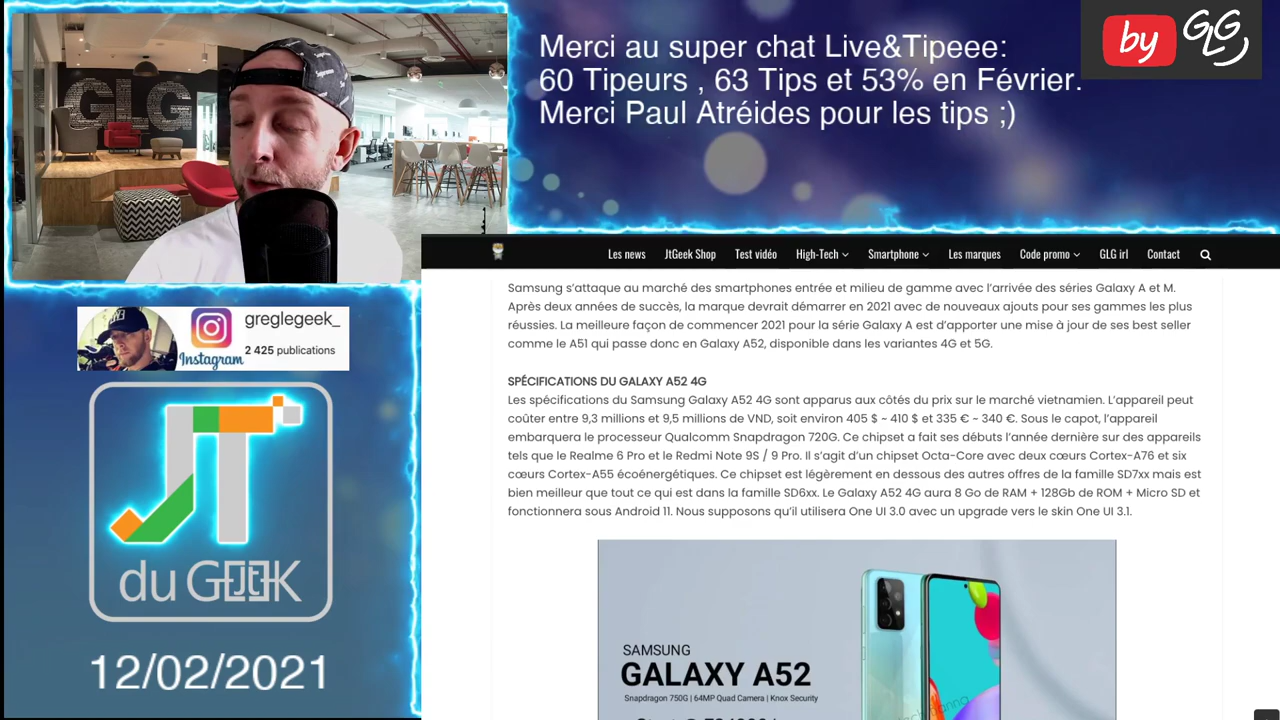 GLG
Merci au super chat Live&Tipeee:
60 Tipeurs , 63 Tips et 53% en Février.
Merci Paul Atréides pour les tips ;)
by GLG
Les news JtGeek Shop Test vidéo High-Tech Smartphone Les marques Code promo GLG irl Contact
Samsung s’attaque au marché des smartphones entrée et milieu de gamme avec l’arrivée des séries Galaxy A et M.
Après deux années de succès, la marque devrait démarrer en 2021 avec de nouveaux ajouts pour ses gammes les plus
réussies. La meilleure façon de commencer 2021 pour la série Galaxy A est d’apporter une mise à jour de ses best seller
comme le A51 qui passe donc en Galaxy A52, disponible dans les variantes 4G et 5G.
SPÉCIFICATIONS DU GALAXY A52 4G
Les spécifications du Samsung Galaxy A52 4G sont apparus aux côtés du prix sur le marché vietnamien. L’appareil peut
coûter entre 9,3 millions et 9,5 millions de VND, soit environ 405 $ ~ 410 $ et 335 € ~ 340 €. Sous le capot, l’appareil
embarquera le processeur Qualcomm Snapdragon 720G. Ce chipset a fait ses débuts l’année dernière sur des appareils
tels que le Realme 6 Pro et le Redmi Note 9S / 9 Pro. Il s’agit d’un chipset Octa-Core avec deux cœurs Cortex-A76 et six
cœurs Cortex-A55 écoénergétiques. Ce chipset est légèrement en dessous des autres offres de la famille SD7xx mais est
bien meilleur que tout ce qui est dans la famille SD6xx. Le Galaxy A52 4G aura 8 Go de RAM + 128Gb de ROM + Micro SD et
fonctionnera sous Android 11. Nous supposons qu’il utilisera One UI 3.0 avec un upgrade vers le skin One UI 3.1.
SAMSUNG
GALAXY A52
Snapdragon 750G | 64MP Quad Camera | Knox Security
greglegeek_
2 425 publications
Instagram
JT
du GEEK
12/02/2021